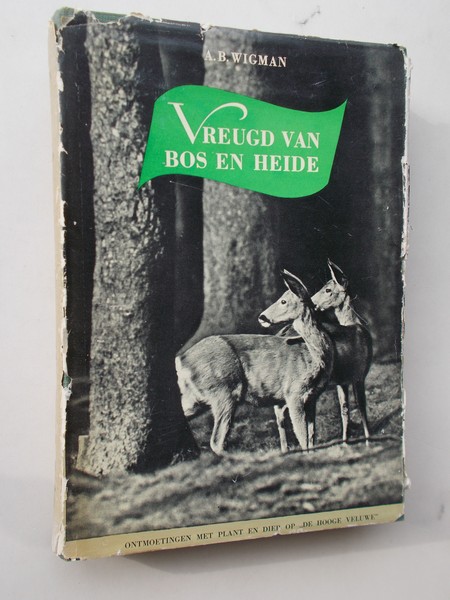 A. B. WIGMAN
VREUGD VAN
BOS EN HEIDE
ONTMOETINGEN MET PLANT EN DIER OP „DE HOOGE VELUWE"